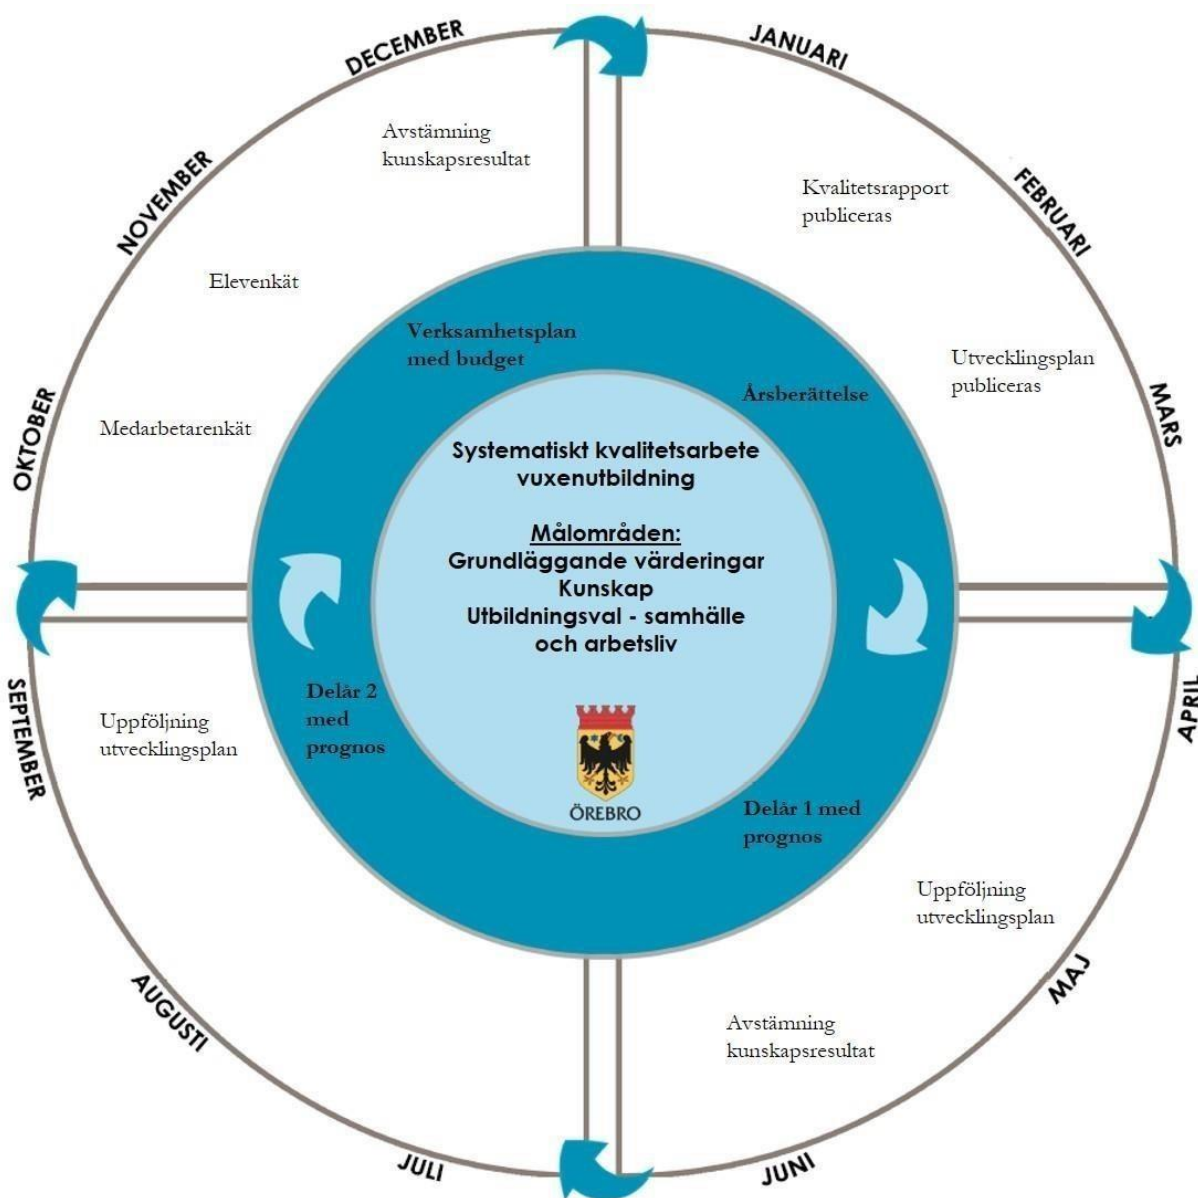 DECEMBER
JANUARI
Avstämning
kunskapsresultat
NOVEMBER
FEBRUARI
Kvalitetsrapport
publiceras
Elevenkät
Verksamhetsplan
med budget
Utvecklingsplan
publiceras
Årsberättelse
OKTOBER
MARS
Medarbetarenkät
Systematiskt kvalitetsarbete
vuxenutbildning
Målområden:
Grundläggande värderingar
Kunskap
Utbildningsval - samhälle
och arbetsliv
SEPTEMBER
APRIL
Uppföljning
utvecklingsplan
Delår 2
med
prognos
ÖREBRO
Delår 1 med
prognos
Uppföljning
utvecklingsplan
AUGUSTI
MAJ
Avstämning
kunskapsresultat
JULI
JUNI